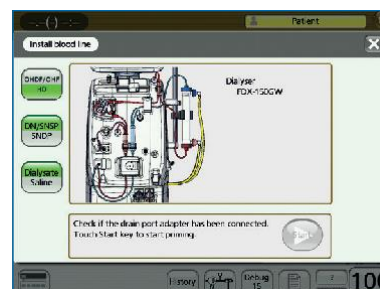 Patient
Install blood line
OHDF/OHF
HD
DN/SNSP
SNDP
Dialysate
Saline
Dialyser
FDX-150GW
Check if the drain port adapter has been connected.
Touch Start key to start priming.
History
Debug
15
100